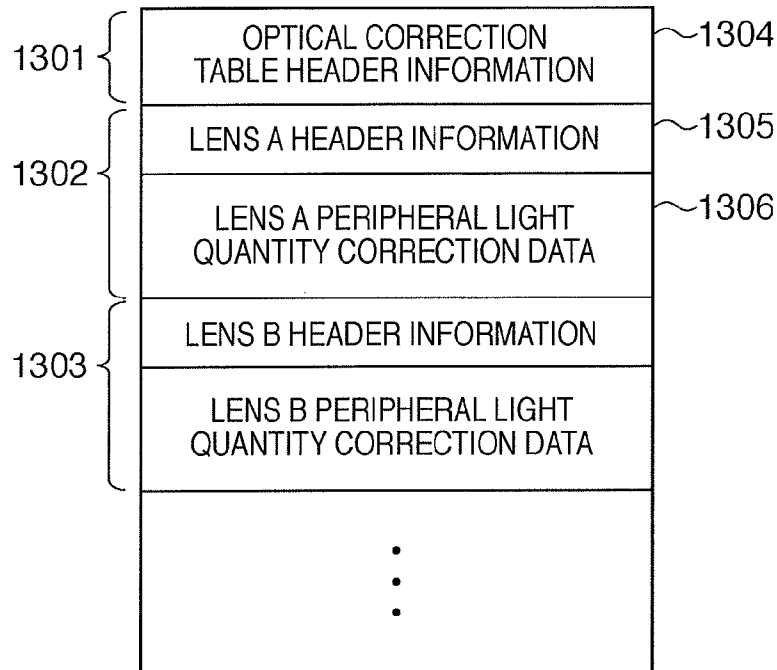 1301
OPTICAL CORRECTION
TABLE HEADER INFORMATION
1304
1302
LENS A HEADER INFORMATION
1305
LENS A PERIPHERAL LIGHT
QUANTITY CORRECTION DATA
1306
1303
LENS B HEADER INFORMATION
LENS B PERIPHERAL LIGHT
QUANTITY CORRECTION DATA